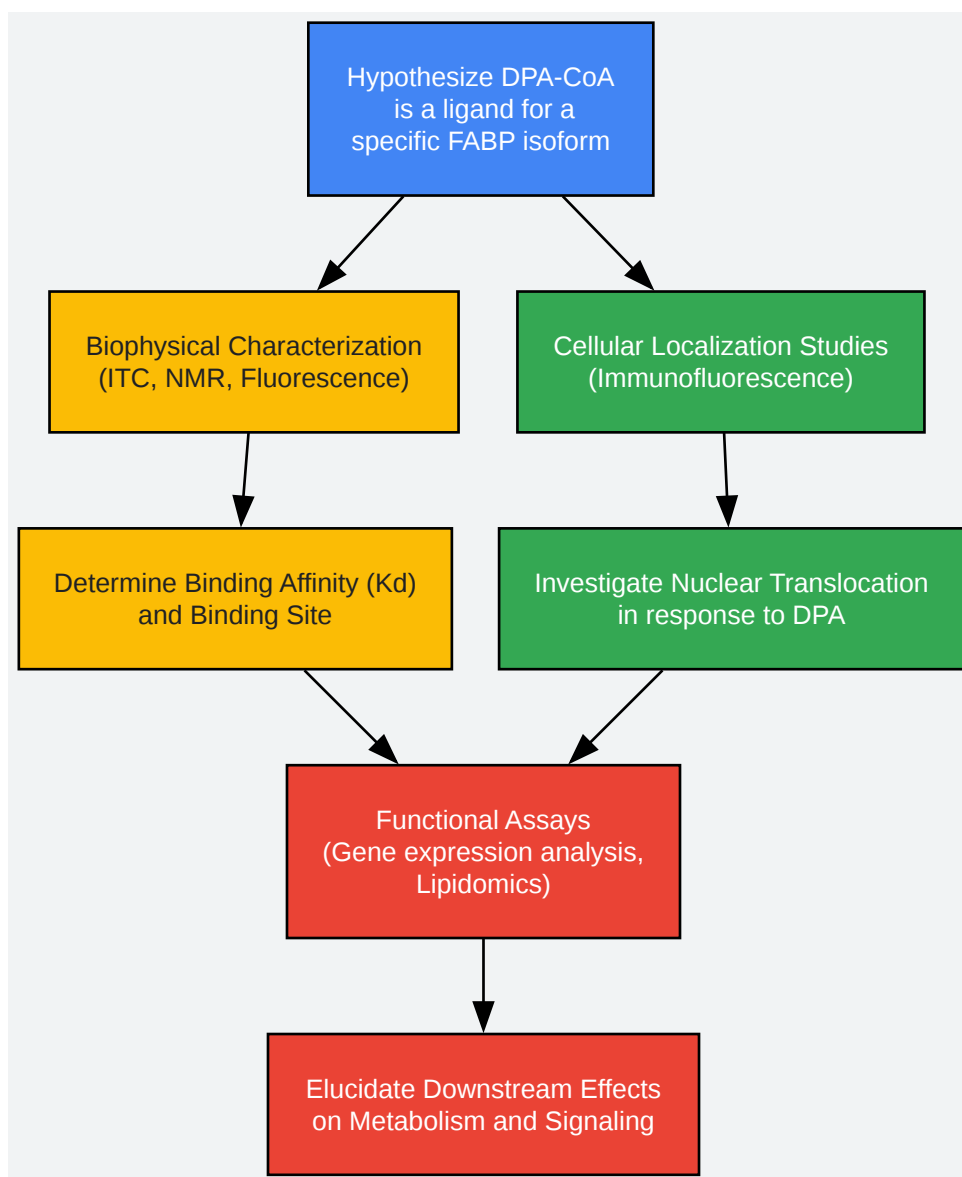 Hypothesize DPA-CoA
is a ligand for a
specific FABP isoform
Biophysical Characterization
(ITC, NMR, Fluorescence)
Cellular Localization Studies
(Immunofluorescence)
Determine Binding Affinity (Kd)
and Binding Site
Investigate Nuclear Translocation
in response to DPA
Functional Assays
(Gene expression analysis,
Lipidomics)
Elucidate Downstream Effects
on Metabolism and Signaling